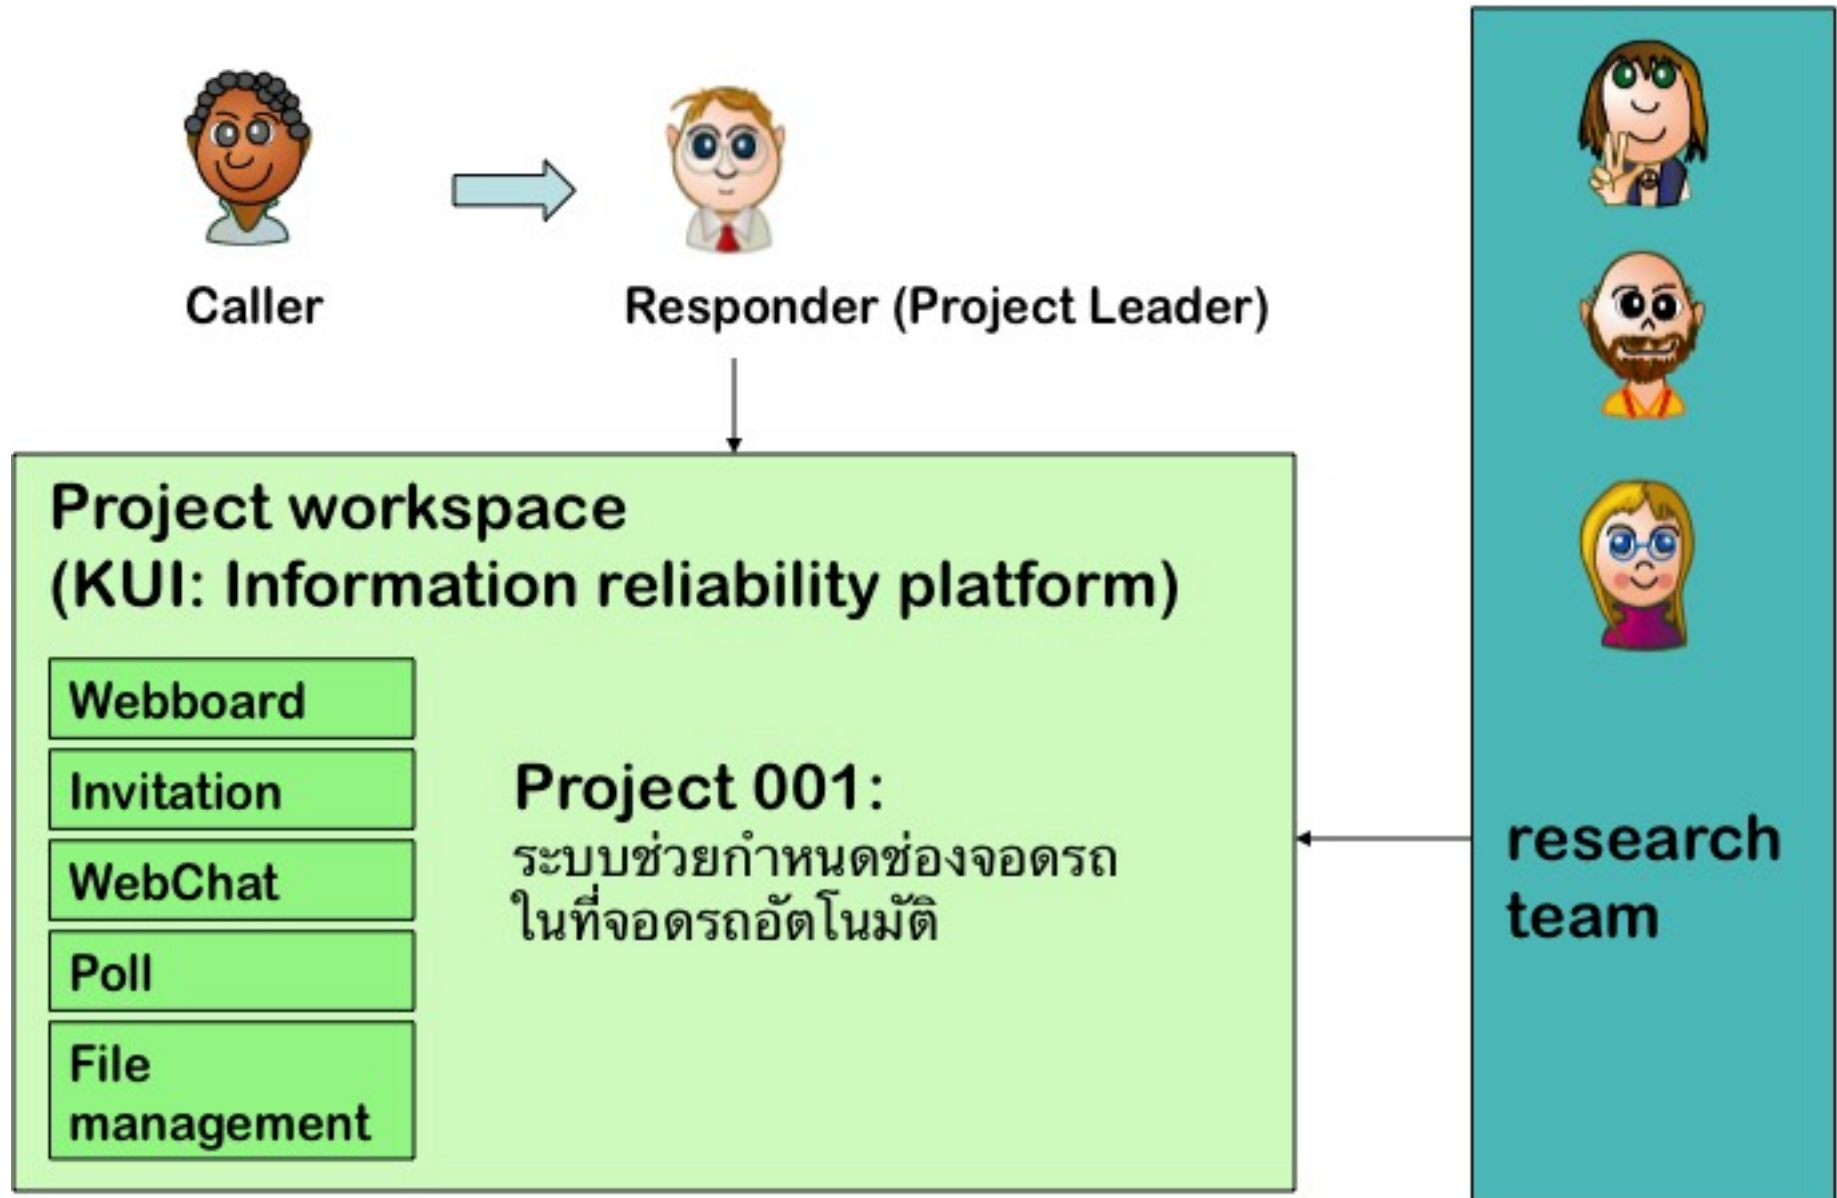 Caller
Responder (Project Leader)
Project workspace
(KUI: Information reliability platform)
Webboard
Invitation
WebChat
Poll
File
management
Project 001:
ระบบช่วยกำหนดช่องจอดรถ
ในที่จอดรถอัตโนมัติ
research
team